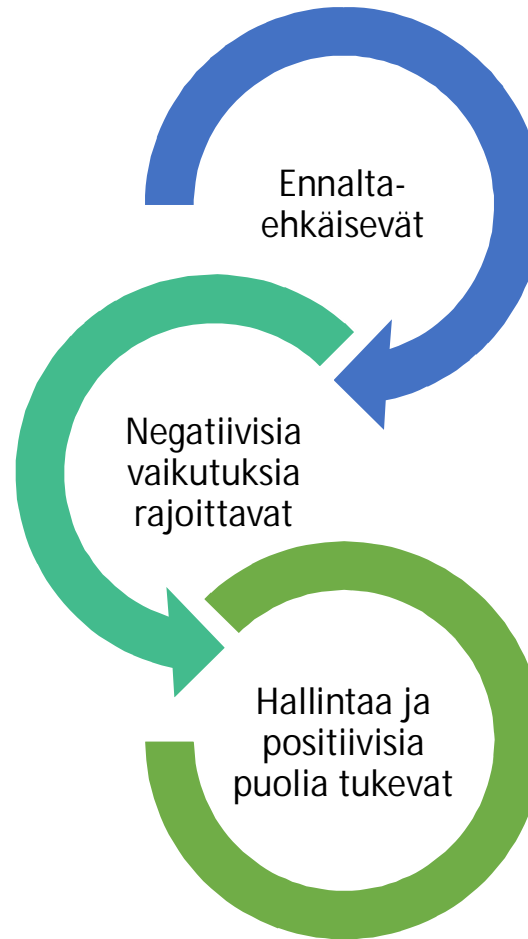 Ennalta-
ehkäisevät
Negatiivisia
vaikutuksia
rajoittavat
Hallintaa ja
positiivisia
puolia tukevat